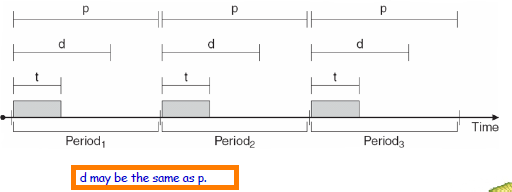 p p p
d d d
t t t
Time
Period1 Period2 Period3
d may be the same as p.